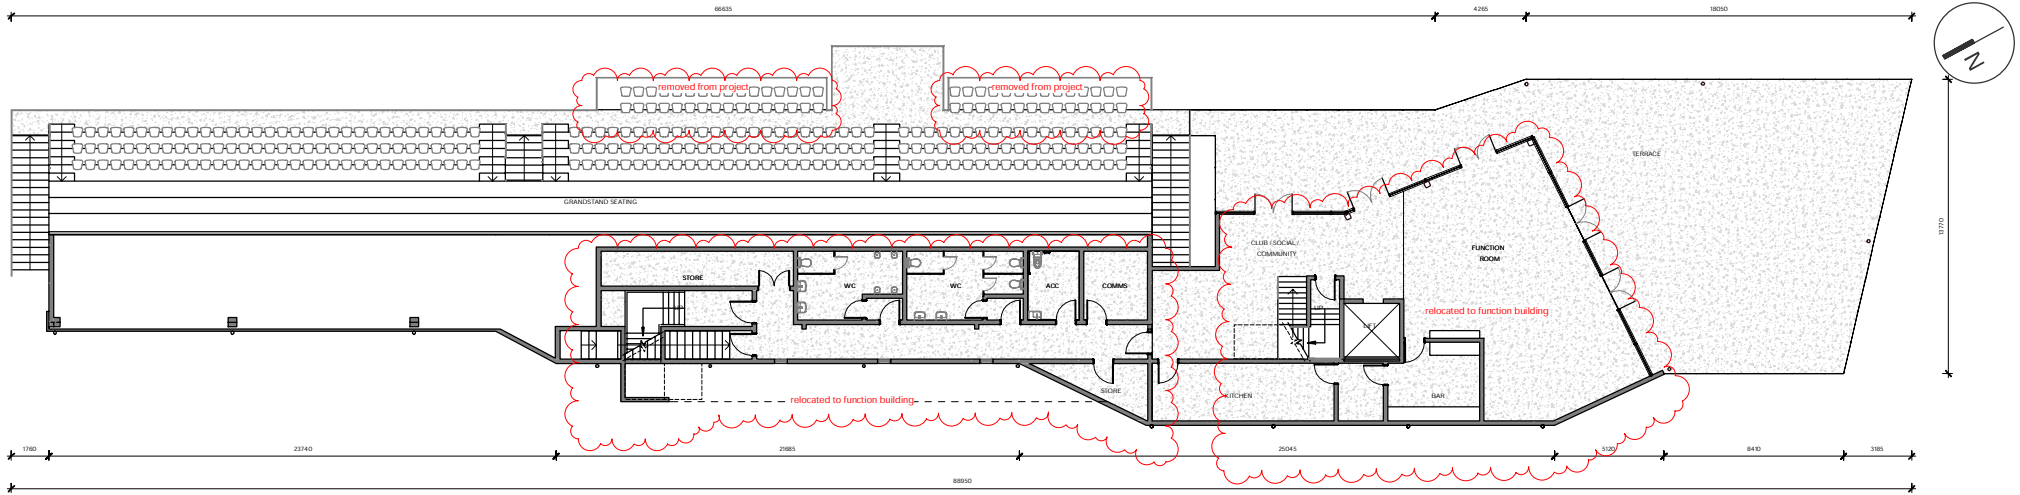 66635
4265
18050
N
removed from project
removed from project
TERRACE
13770
GRANDSTAND SEATING
CLUB / SOCIAL /
COMMUNITY
FUNCTION
ROOM
STORE
WC
WC
ACC
COMMS
UP
UP
LIFT
relocated to function building
STORE
KITCHEN
BAR
relocated to function building
1760
23740
21685
25045
5120
8410
3185
88950